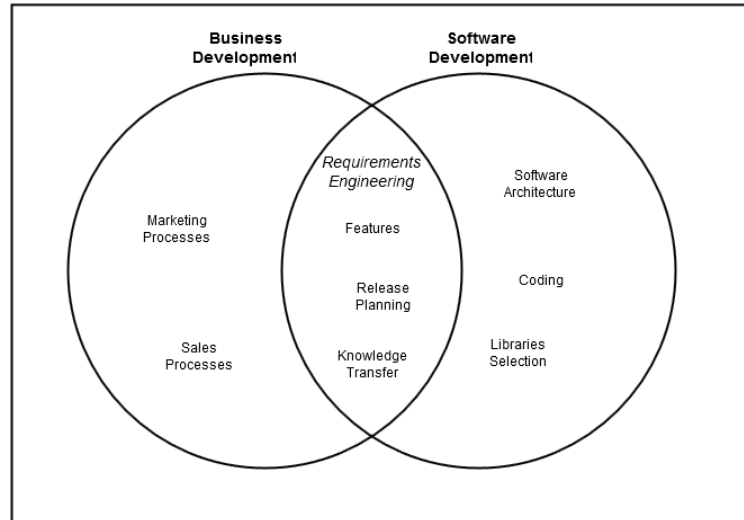 Business
Development
Software
Development
Requirements
Engineering
Software
Architecture
Marketing
Processes
Features
Coding
Release
Planning
Sales
Processes
Knowledge
Transfer
Libraries
Selection